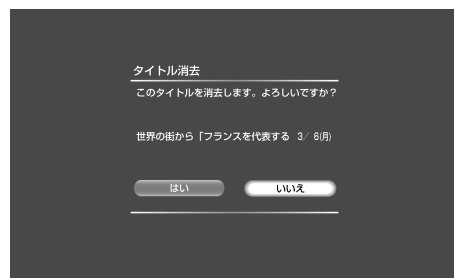 タイトル消去
このタイトルを消去します。よろしいですか？
世界の街から「フランスを代表する 3/ 6(月)
はい
いいえ